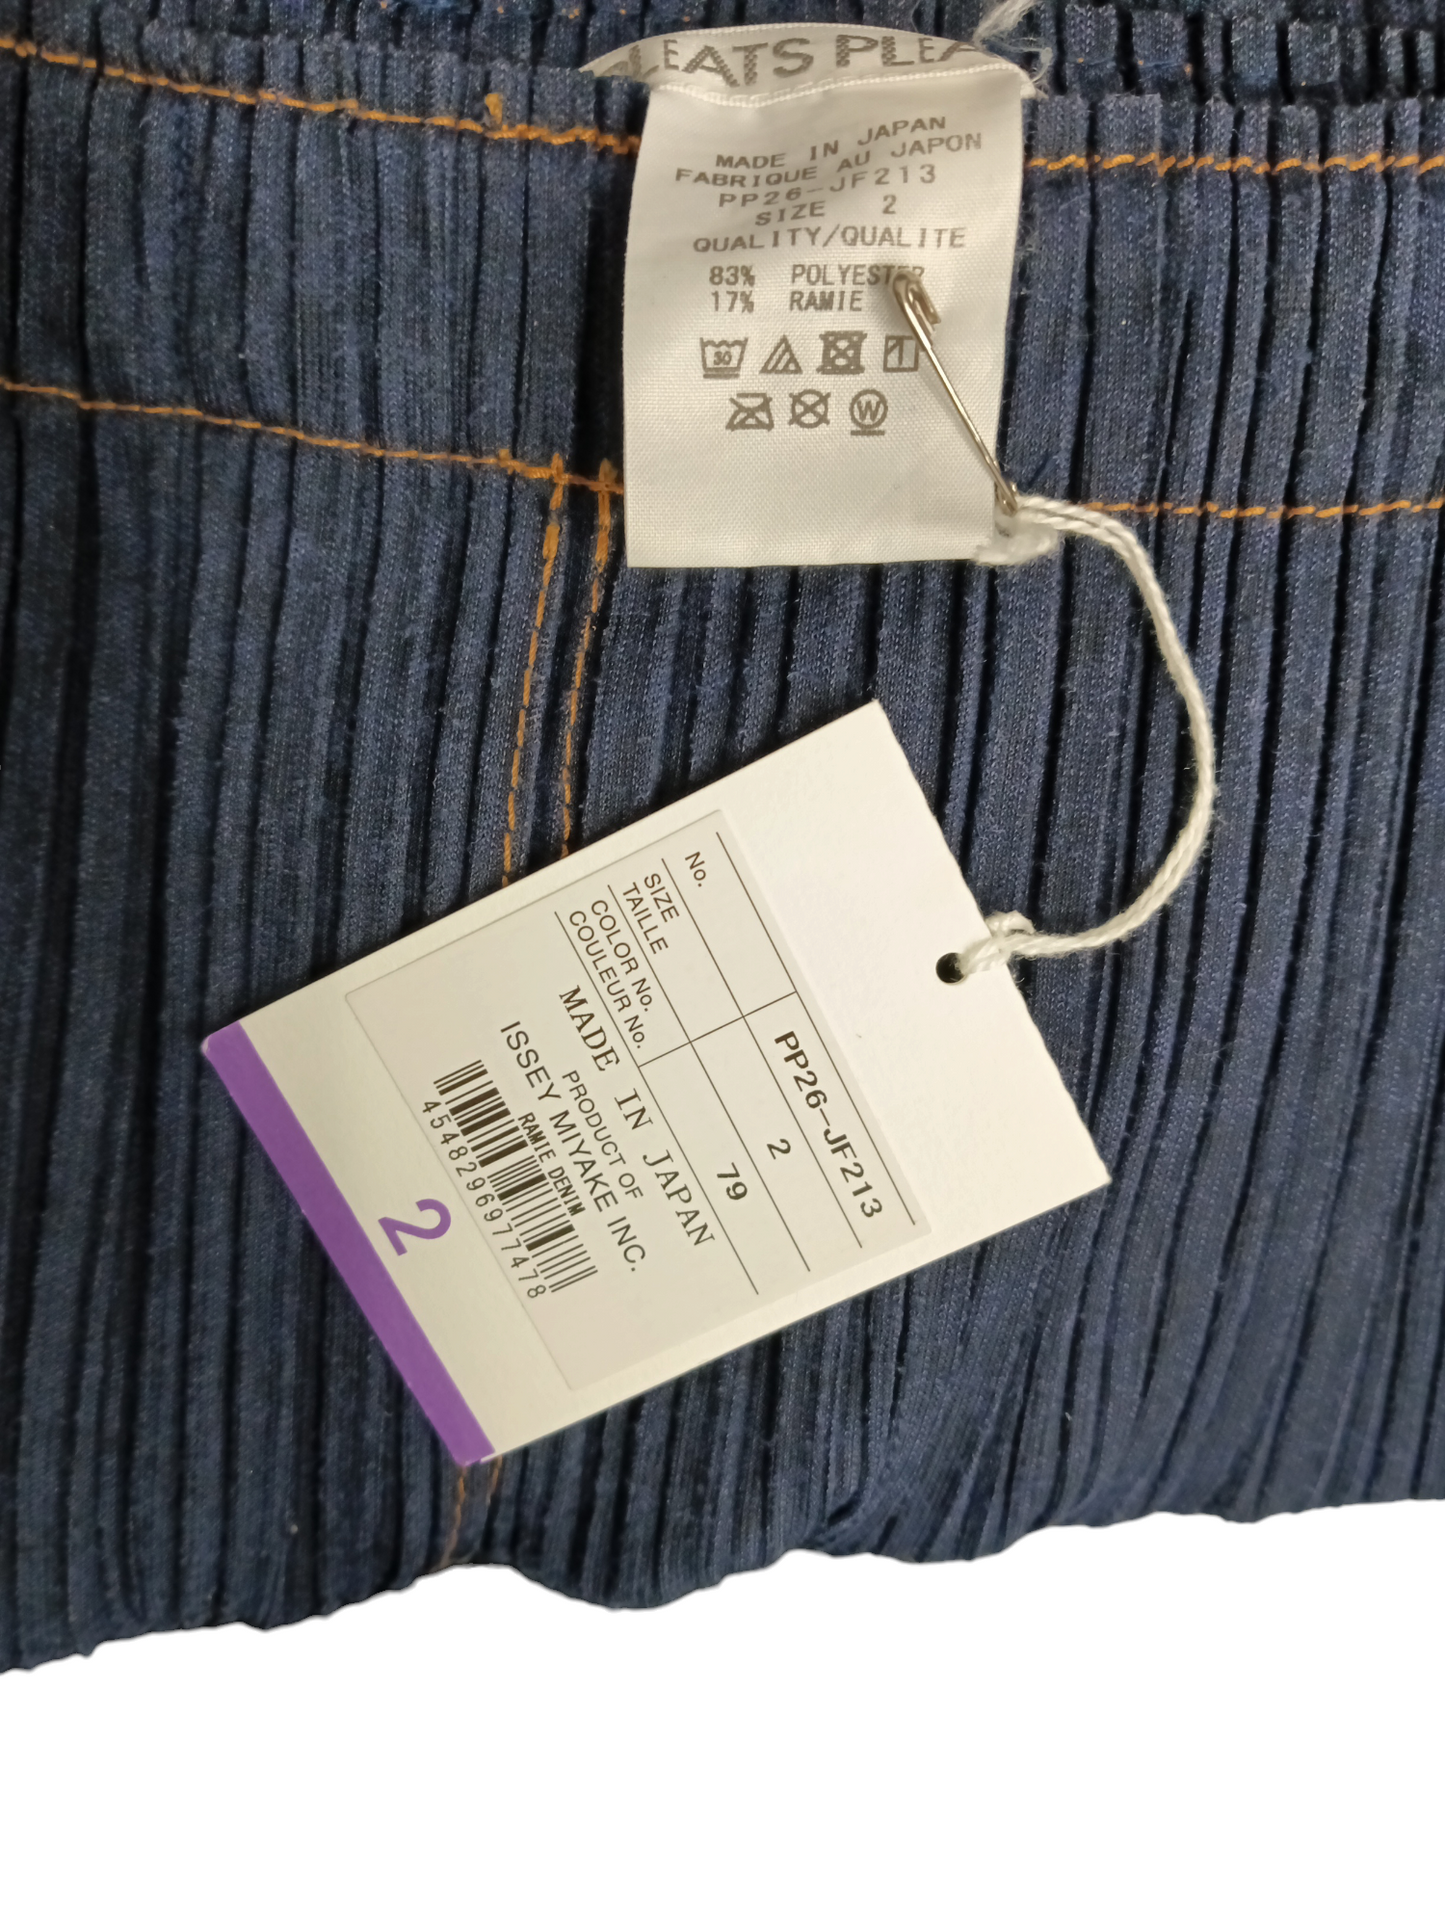 LEATS PLEA
MADE IN JAPAN
FABRIQUE AU JAPON
PP26-JF213
SIZE 2
QUALITY/QUALITE
83% POLYESTER
17% RAMIE
30
W
No. PP26-JF213
SIZE
TAILLE 2
COLOR No.
COULEUR No. 79
MADE IN JAPAN
PRODUCT OF
ISSEY MIYAKE INC.
RAMIE DENIM
4548296977478
2